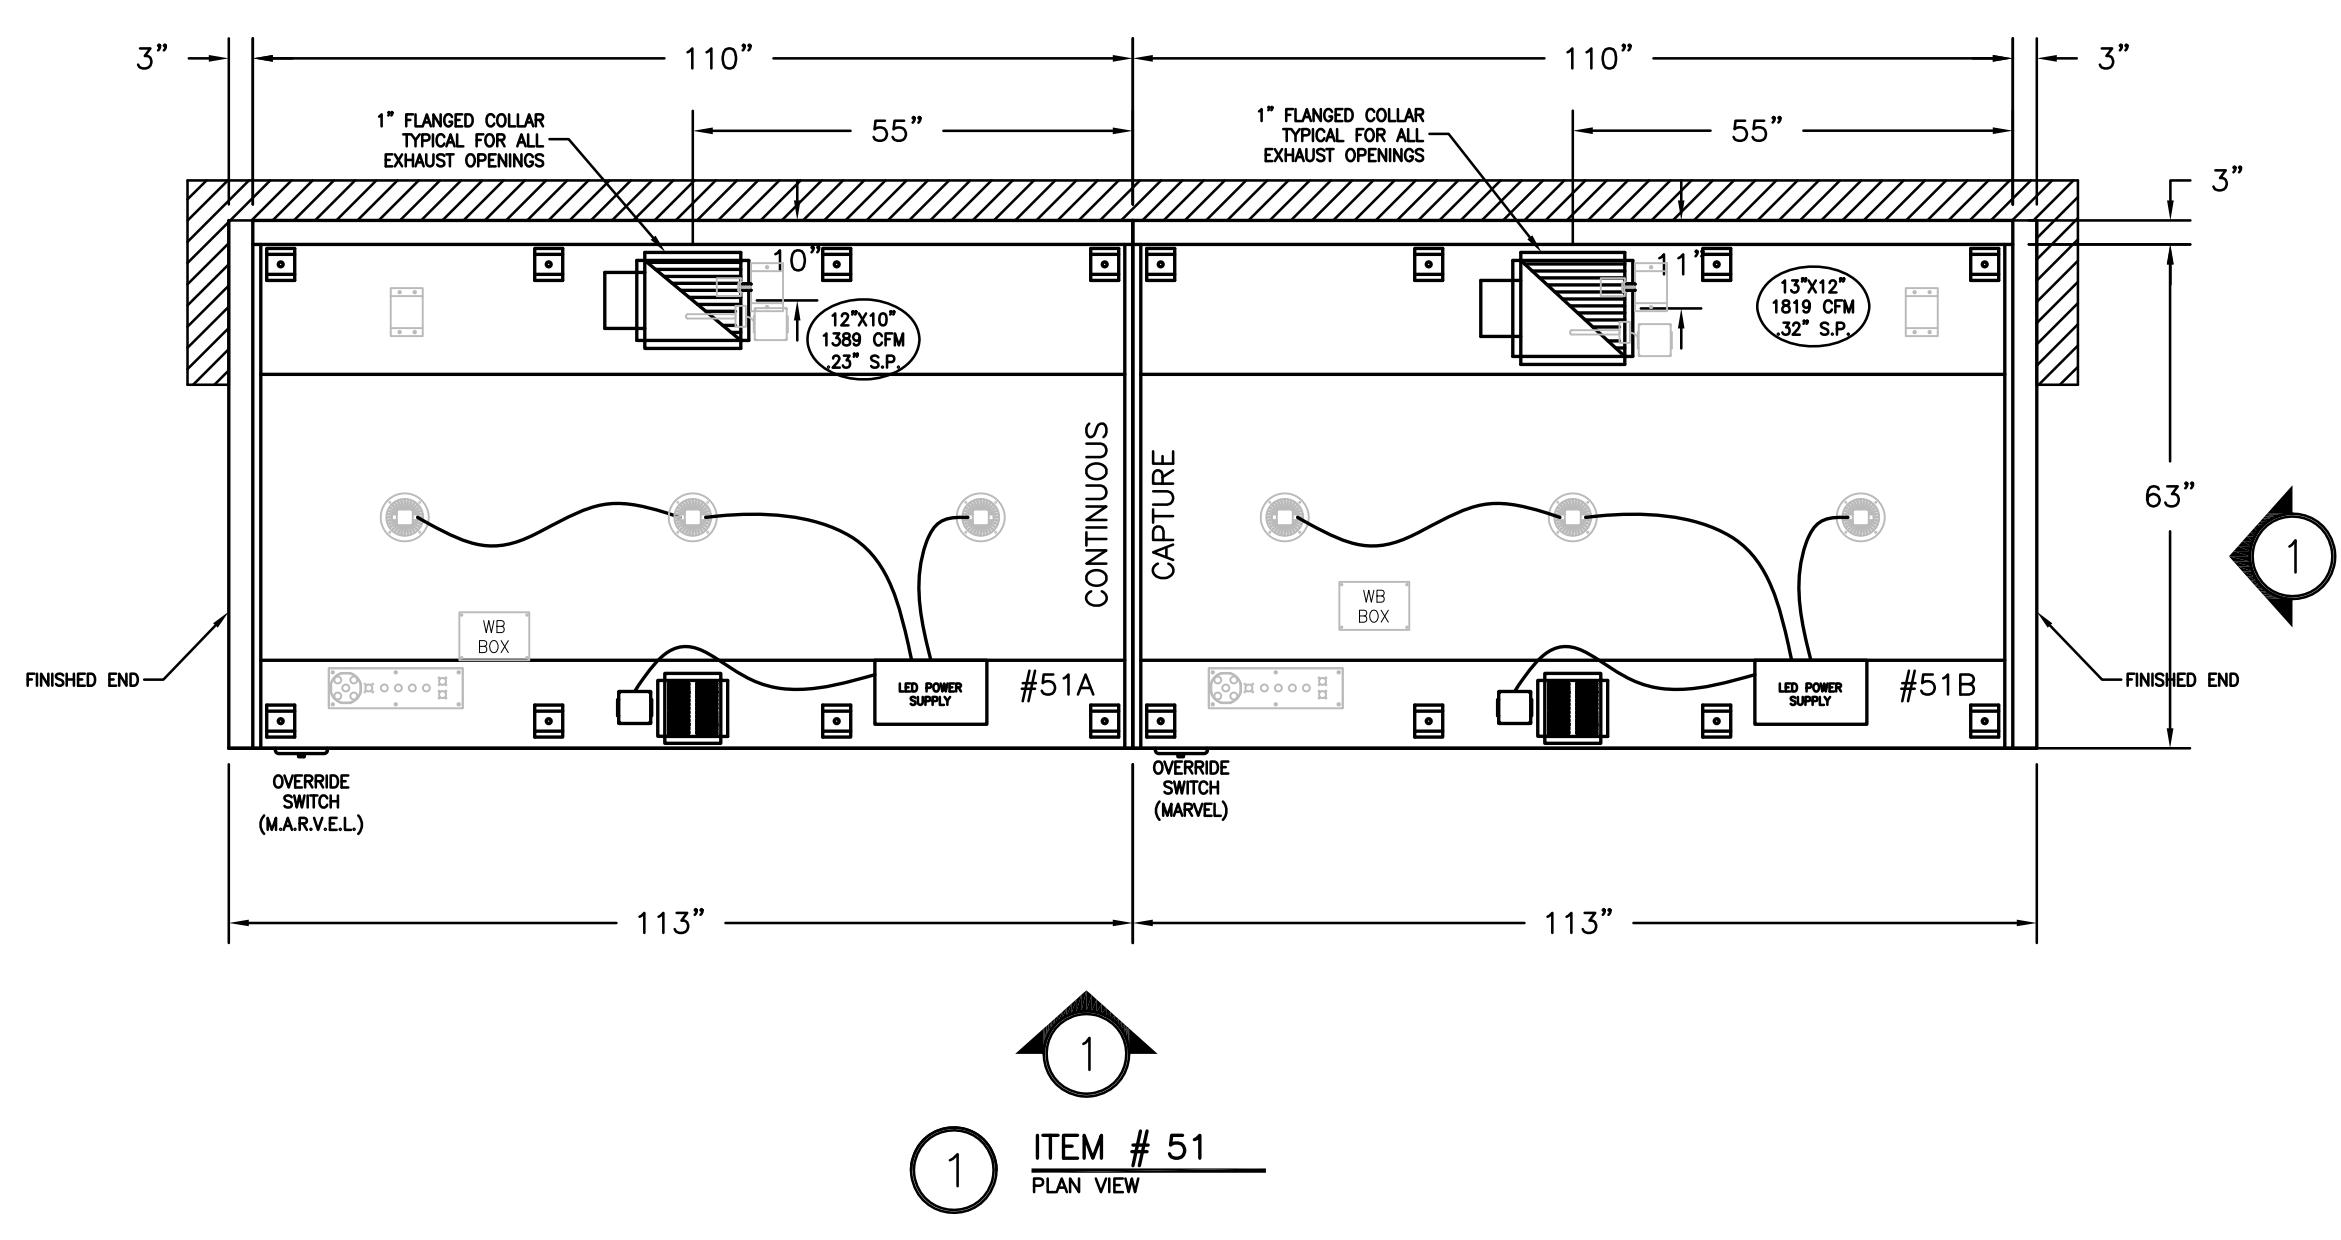 3” 110” 110” 3”
1” FLANGED COLLAR
TYPICAL FOR ALL
EXHAUST OPENINGS
55”
1” FLANGED COLLAR
TYPICAL FOR ALL
EXHAUST OPENINGS
55”
3”
10”
12”X10”
1389 CFM
.23” S.P.
11”
13”X12”
1819 CFM
.32” S.P.
CONTINUOUS
CAPTURE
63”
1
WB
BOX
WB
BOX
FINISHED END
LED POWER
SUPPLY
#51A
LED POWER
SUPPLY
#51B
FINISHED END
OVERRIDE
SWITCH
(M.A.R.V.E.L.)
OVERRIDE
SWITCH
(MARVEL)
113” 113”
1
1
ITEM # 51
PLAN VIEW